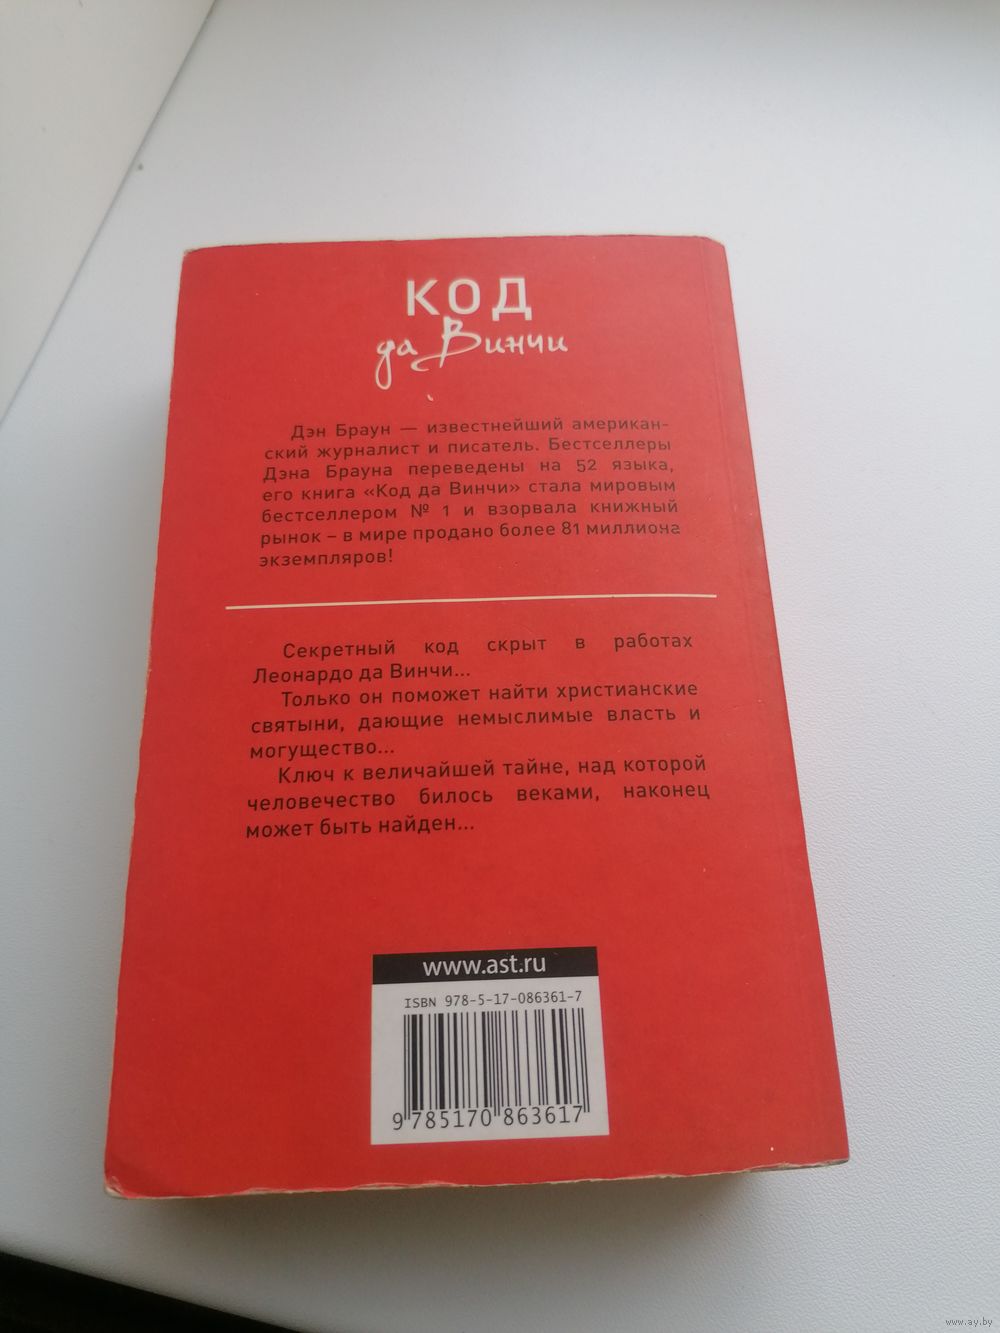 КОД
да Винчи
Дэн Браун — известнейший американ-
ский журналист и писатель. Бестселлеры
Дэна Брауна переведены на 52 языка,
его книга «Код да Винчи» стала мировым
бестселлером № 1 и взорвала книжный
рынок – в мире продано более 81 миллиона
экземпляров!
Секретный код скрыт в работах
Леонардо да Винчи...
Только он поможет найти христианские
святыни, дающие немыслимые власть и
могущество...
Ключ к величайшей тайне, над которой
человечество билось веками, наконец
может быть найден...
www.ast.ru
ISBN 978-5-17-086361-7
9 785170 863617
www.ay.by